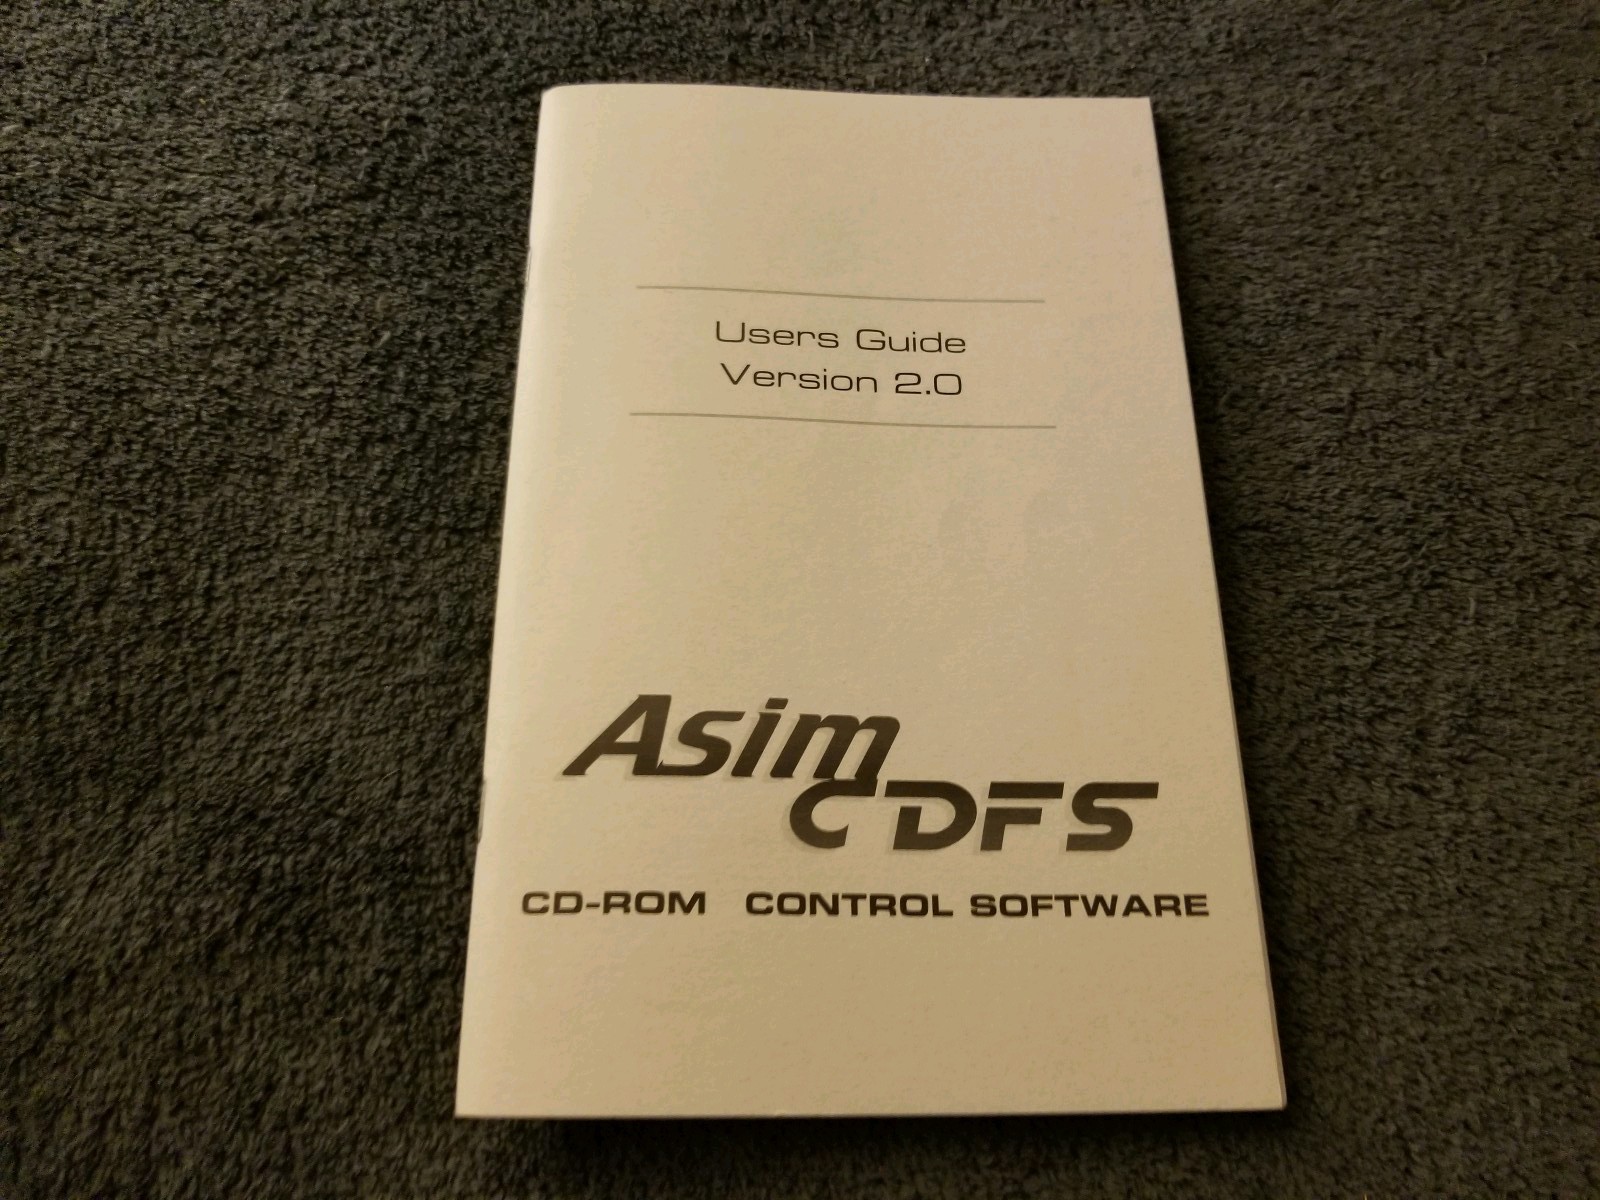 Users Guide
Version 2.0
Asim
CDFS
CD-ROM CONTROL SOFTWARE